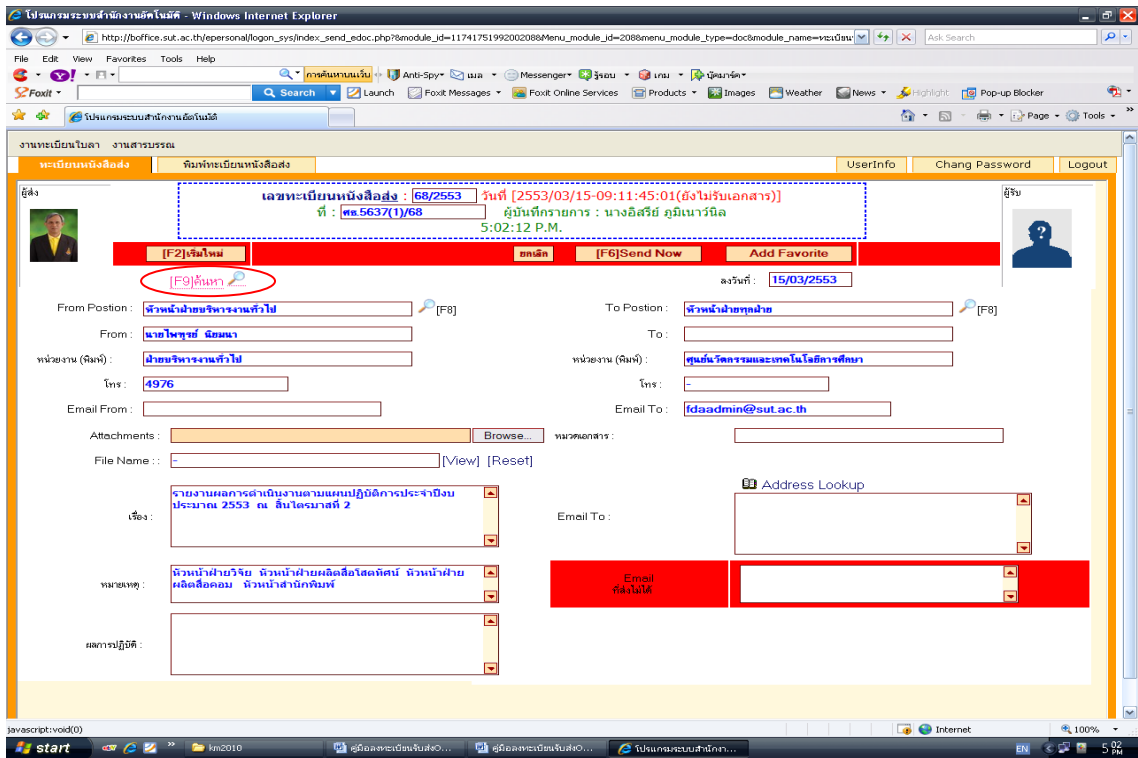 โปรแกรมระบบสำนักงานอัตโนมัติ - Windows Internet Explorer
http://boffice.sut.ac.th/epersonal/logon_sys/index_send_edoc.php?&module_id=11741751992002088&Menu_module_id=208&menu_module_type=doc&module_name=ทะเบียน
Ask Search
File Edit View Favorites Tools Help
การค้นหาบนเว็บ Anti-Spy เมล Messenger รู้รอบ เกม บุ๊คมาร์ค
Foxit Search Launch Foxit Messages Foxit Online Services Products Images Weather News Highlight Pop-up Blocker
โปรแกรมระบบสำนักงานอัตโนมัติ Page Tools
งานทะเบียนใบลา งานสารบรรณ
ทะเบียนหนังสือส่ง พิมพ์ทะเบียนหนังสือส่ง UserInfo Chang Password Logout
ผู้ส่ง ผู้รับ
เลขทะเบียนหนังสือส่ง : 68/2553 วันที่ [2553/03/15-09:11:45:01(ยังไม่รับเอกสาร)]
ที่ : ศธ.5637(1)/68 ผู้บันทึกรายการ : นางอิสรีย์ ภูมิเนาว์นิล
5:02:12 P.M.
[F2]เริ่มใหม่ ยกเลิก [F6]Send Now Add Favorite
[F9]ค้นหา ลงวันที่ : 15/03/2553
From Postion : หัวหน้าฝ่ายบริหารงานทั่วไป [F8] To Postion : หัวหน้าฝ่ายทุกฝ่าย [F8]
From : นายไพฑูรย์ นิยมนา To :
หน่วยงาน (พิมพ์) : ฝ่ายบริหารงานทั่วไป หน่วยงาน (พิมพ์) : ศูนย์นวัตกรรมและเทคโนโลยีการศึกษา
โทร : 4976 โทร : -
Email From : Email To : fdaadmin@sut.ac.th
Attachments : Browse... หมวดเอกสาร :
File Name : : - [View] [Reset]
Address Lookup
เรื่อง : รายงานผลการดำเนินงานตามแผนปฏิบัติการประจำปีงบ
ประมาณ 2553 ณ สิ้นไตรมาสที่ 2
Email To :
หมายเหตุ : หัวหน้าฝ่ายวิจัย หัวหน้าฝ่ายผลิตสื่อโสตทัศน์ หัวหน้าฝ่าย
ผลิตสื่อคอม หัวหน้าสำนักพิมพ์
Email
ที่ส่งไม่ได้
ผลการปฏิบัติ :
javascript:void(0) Internet 100%
start km2010 คู่มือลงทะเบียนรับส่งO... คู่มือลงทะเบียนรับส่งO... โปรแกรมระบบสำนักงา... EN 5 02 PM